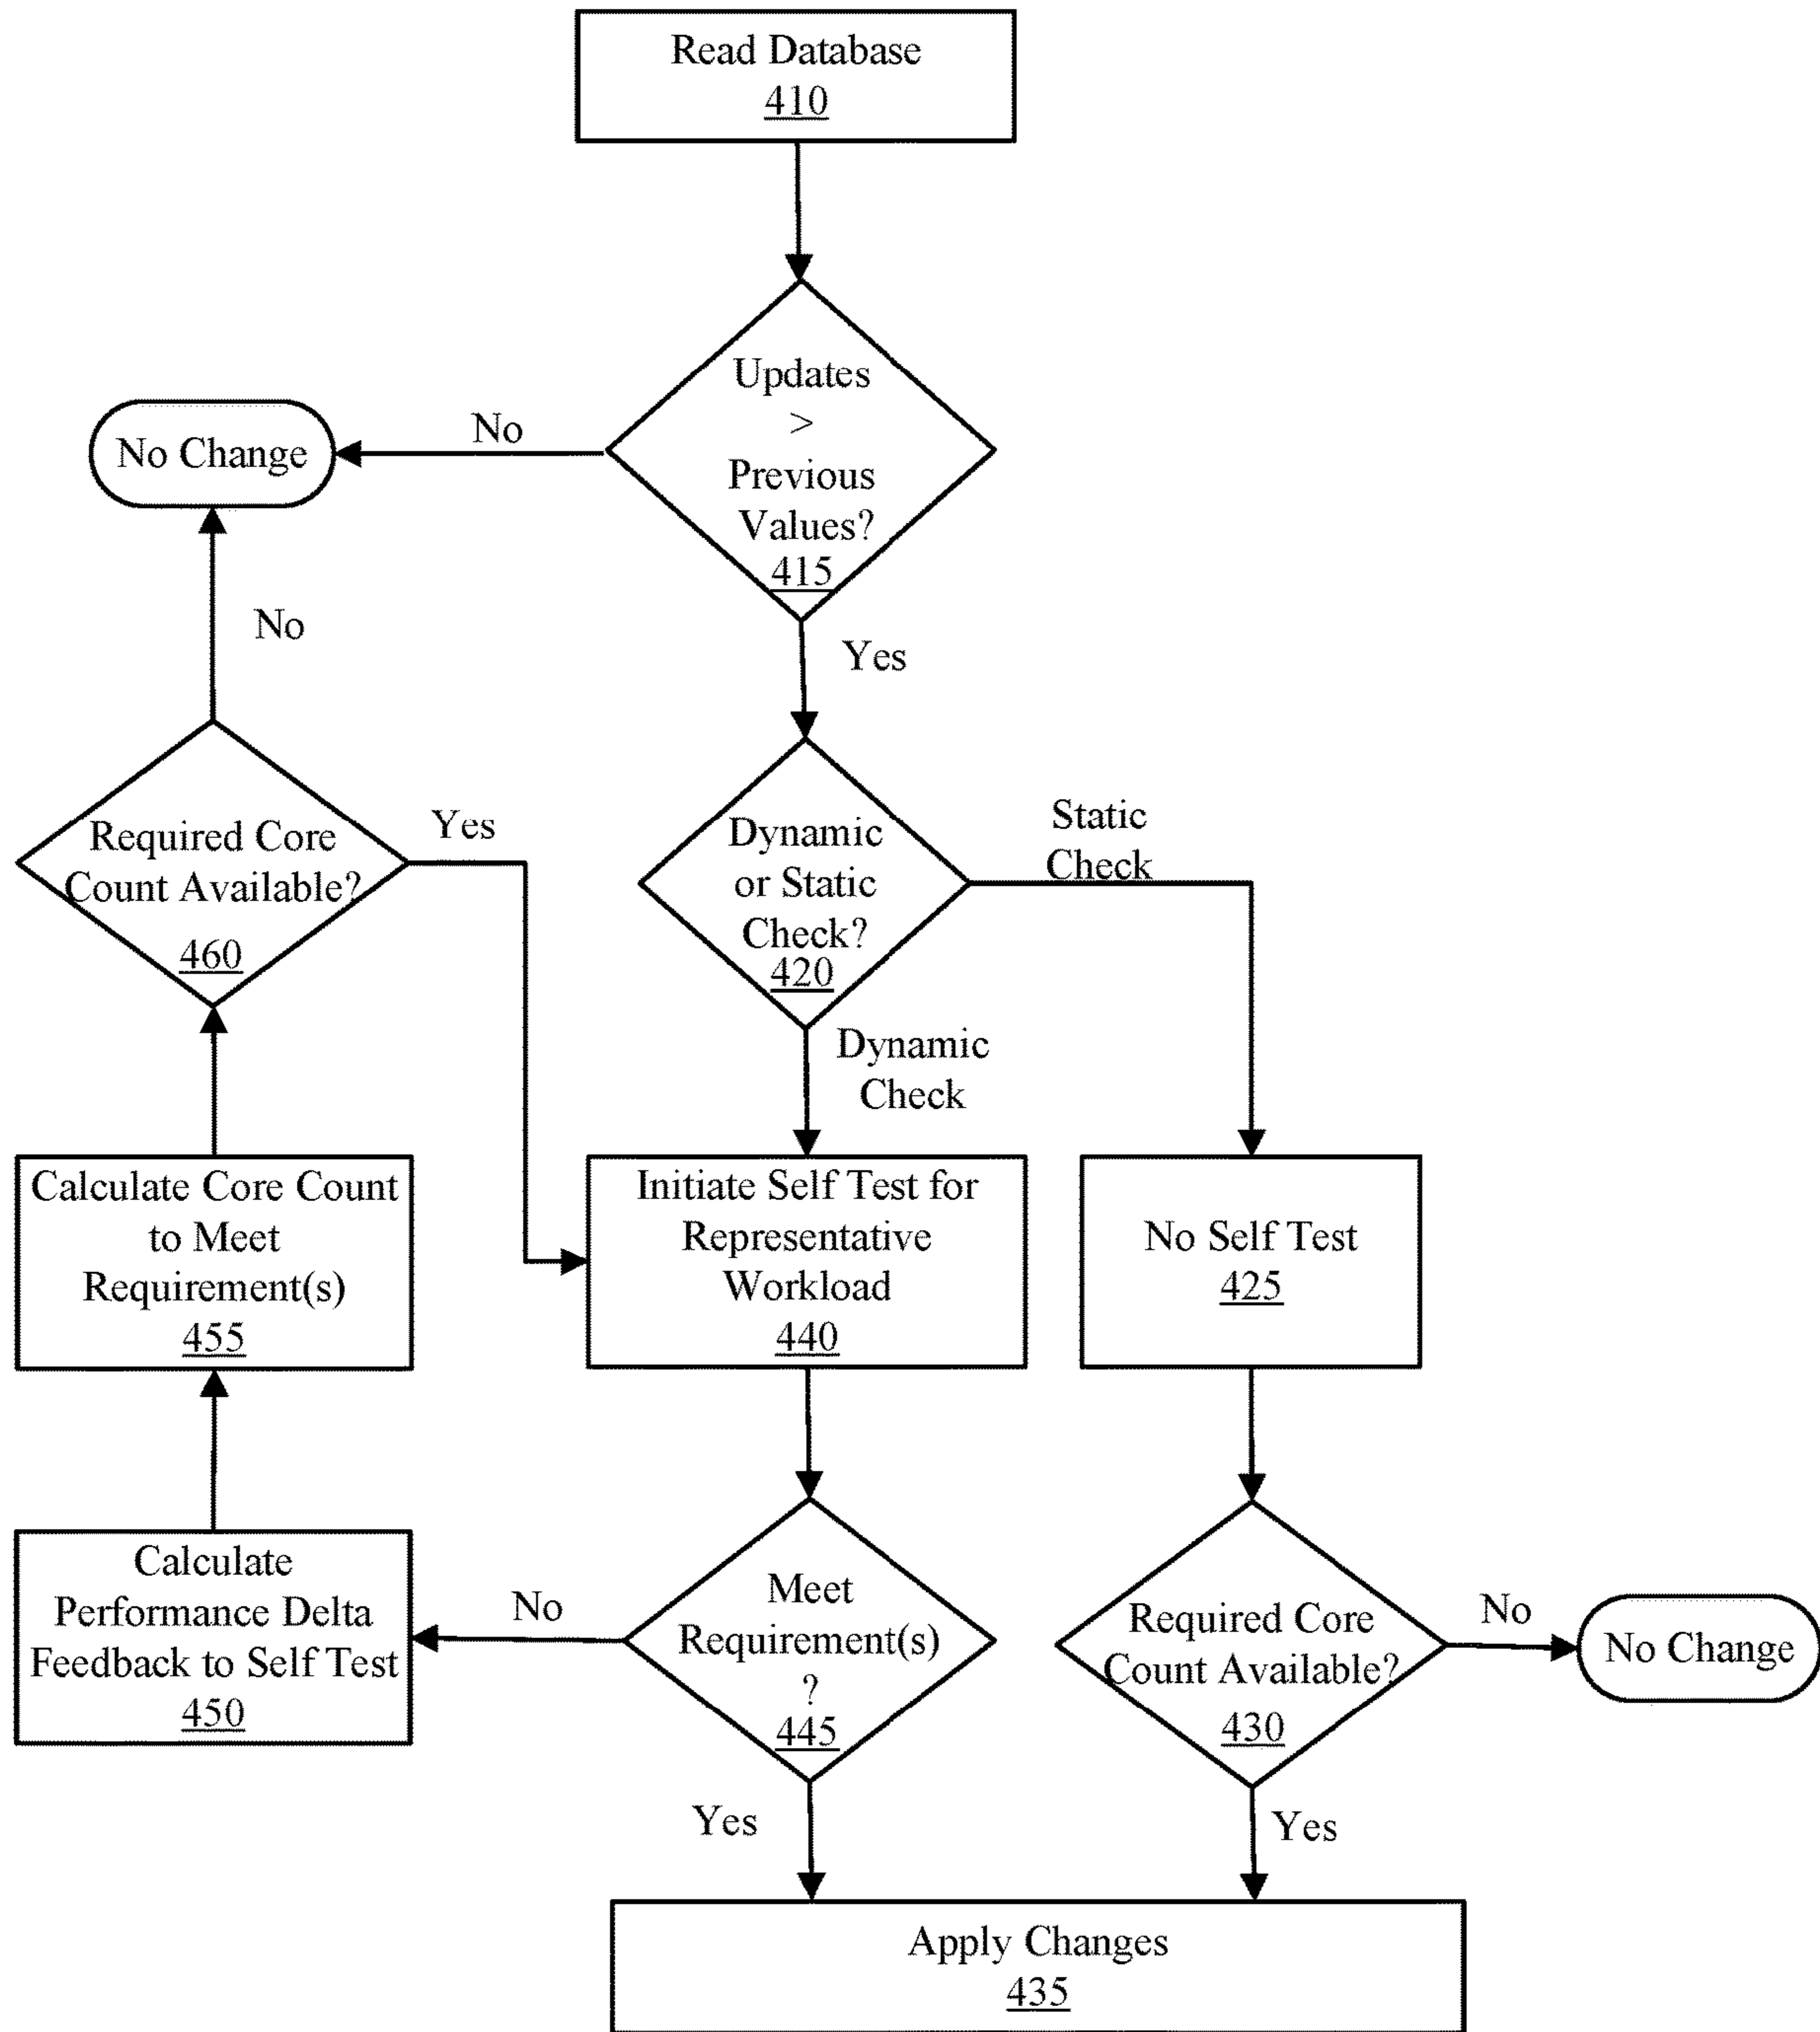 Read Database
410
Updates
>
Previous
Values?
415
No
No Change
No
Yes
Required Core
Count Available?
460
Yes
Dynamic
or Static
Check?
420
Static
Check
Dynamic
Check
Calculate Core Count
to Meet
Requirement(s)
455
Initiate Self Test for
Representative
Workload
440
No Self Test
425
Calculate
Performance Delta
Feedback to Self Test
450
No
Meet
Requirement(s)
?
445
Required Core
Count Available?
430
No
No Change
Yes
Yes
Apply Changes
435